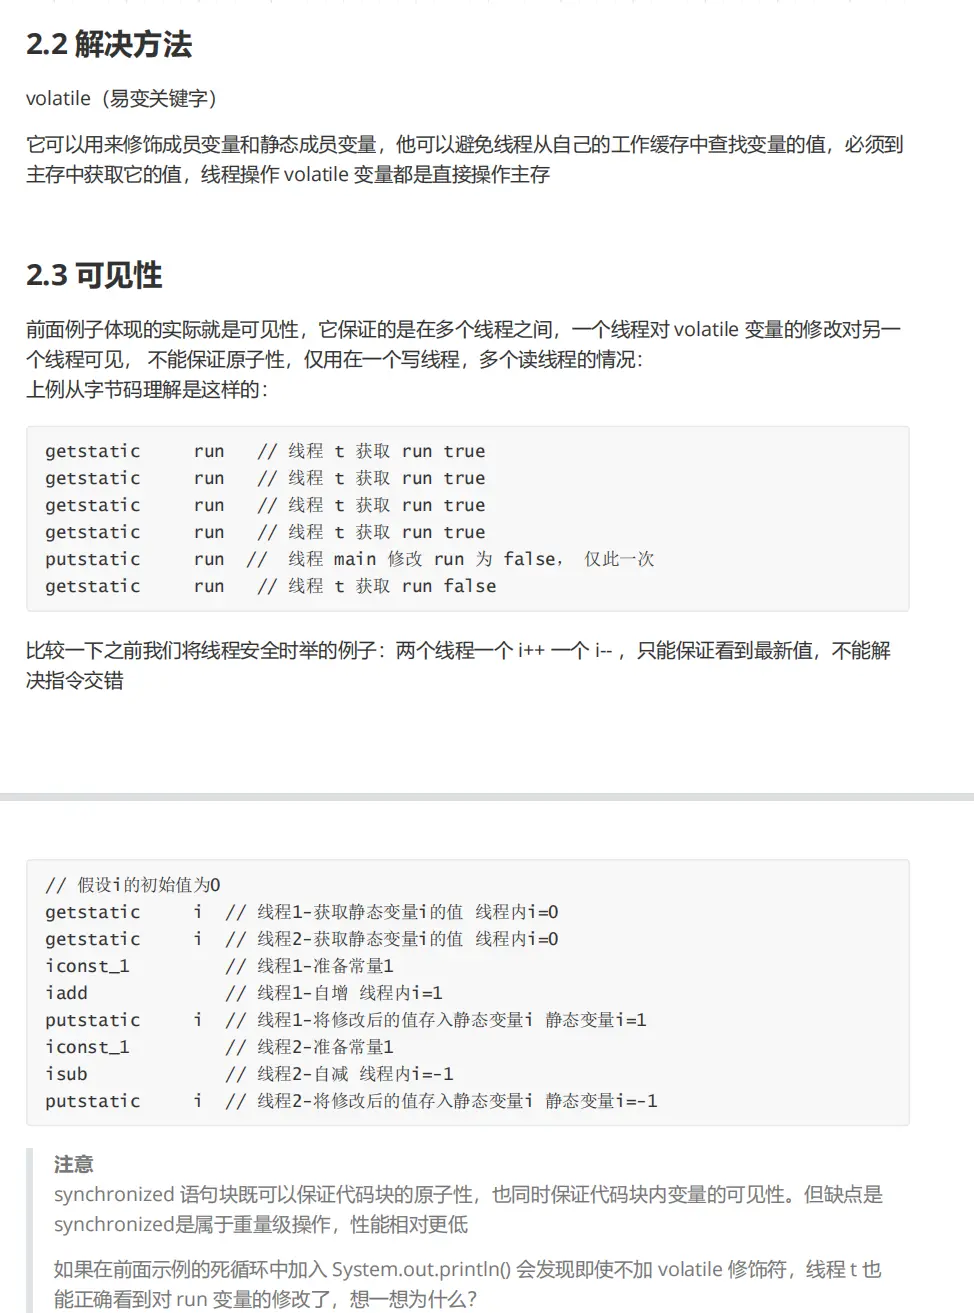 2.2 解决方法
volatile（易变关键字）
它可以用来修饰成员变量和静态成员变量，他可以避免线程从自己的工作缓存中查找变量的值，必须到
主存中获取它的值，线程操作 volatile 变量都是直接操作主存
2.3 可见性
前面例子体现的实际就是可见性，它保证的是在多个线程之间，一个线程对 volatile 变量的修改对另一
个线程可见， 不能保证原子性，仅用在一个写线程，多个读线程的情况：
上例从字节码理解是这样的：
getstatic     run   // 线程 t 获取 run true
getstatic     run   // 线程 t 获取 run true
getstatic     run   // 线程 t 获取 run true
getstatic     run   // 线程 t 获取 run true
putstatic     run  //  线程 main 修改 run 为 false， 仅此一次
getstatic     run   // 线程 t 获取 run false
比较一下之前我们将线程安全时举的例子：两个线程一个 i++ 一个 i-- ，只能保证看到最新值，不能解
决指令交错
// 假设i的初始值为0
getstatic     i  // 线程1-获取静态变量i的值 线程内i=0
getstatic     i  // 线程2-获取静态变量i的值 线程内i=0
iconst_1         // 线程1-准备常量1
iadd             // 线程1-自增 线程内i=1
putstatic     i  // 线程1-将修改后的值存入静态变量i 静态变量i=1
iconst_1         // 线程2-准备常量1
isub             // 线程2-自减 线程内i=-1
putstatic     i  // 线程2-将修改后的值存入静态变量i 静态变量i=-1
注意
synchronized 语句块既可以保证代码块的原子性，也同时保证代码块内变量的可见性。但缺点是
synchronized是属于重量级操作，性能相对更低
如果在前面示例的死循环中加入 System.out.println() 会发现即使不加 volatile 修饰符，线程 t 也
能正确看到对 run 变量的修改了，想一想为什么？